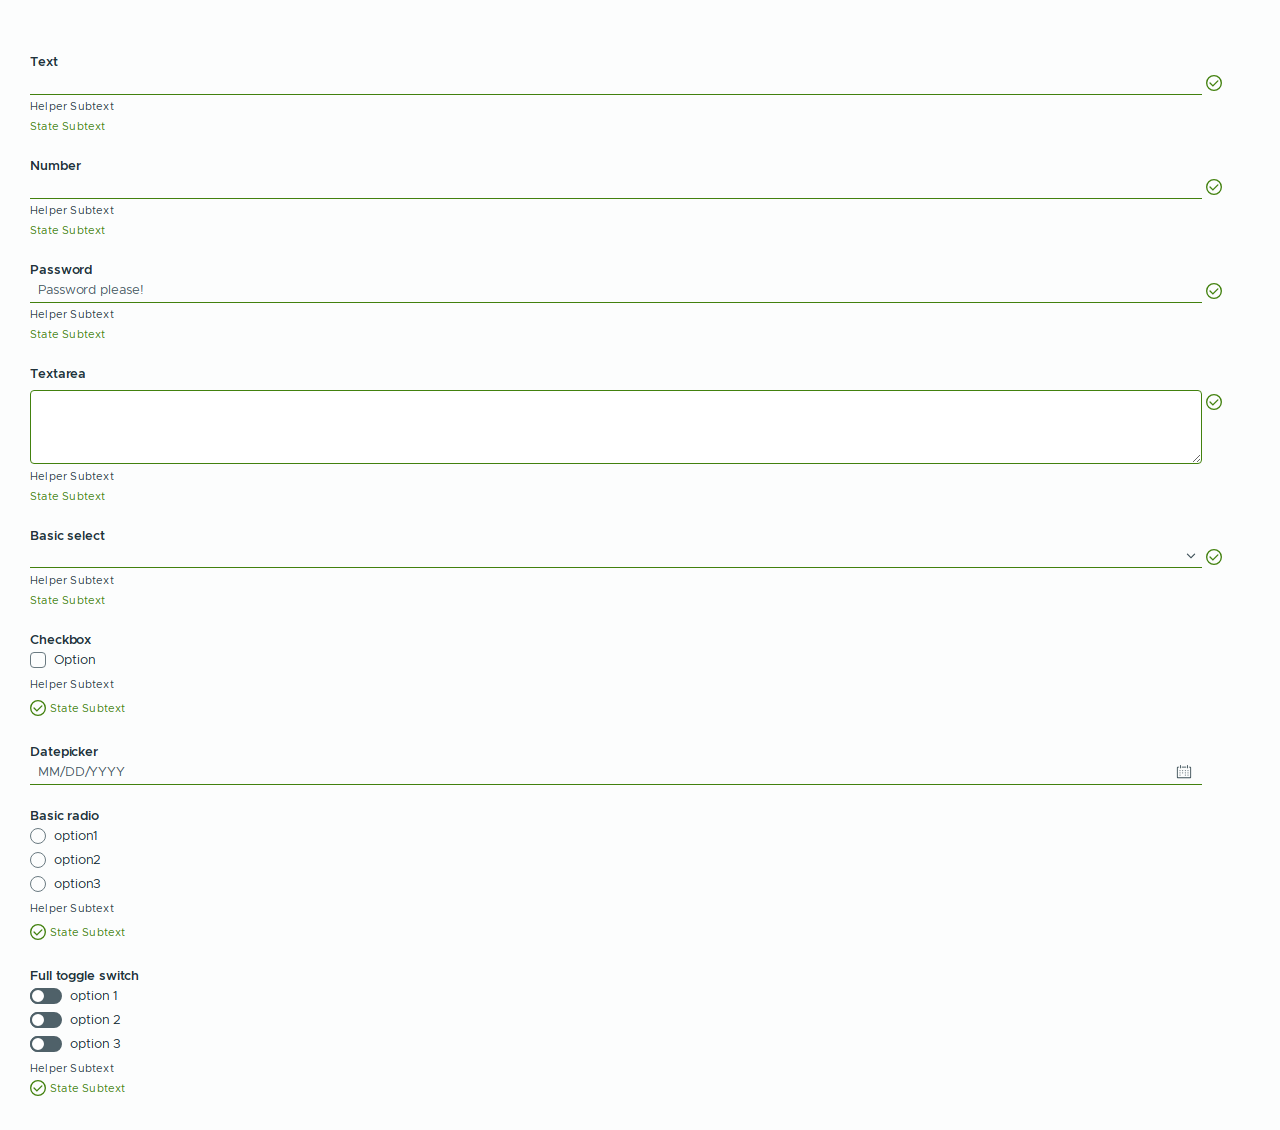 Text
Helper Subtext
State Subtext
Number
Helper Subtext
State Subtext
Password
Password please!
Helper Subtext
State Subtext
Textarea
Helper Subtext
State Subtext
Basic select
Helper Subtext
State Subtext
Checkbox
Option
Helper Subtext
State Subtext
Datepicker
MM/DD/YYYY
Basic radio
option1
option2
option3
Helper Subtext
State Subtext
Full toggle switch
option 1
option 2
option 3
Helper Subtext
State Subtext